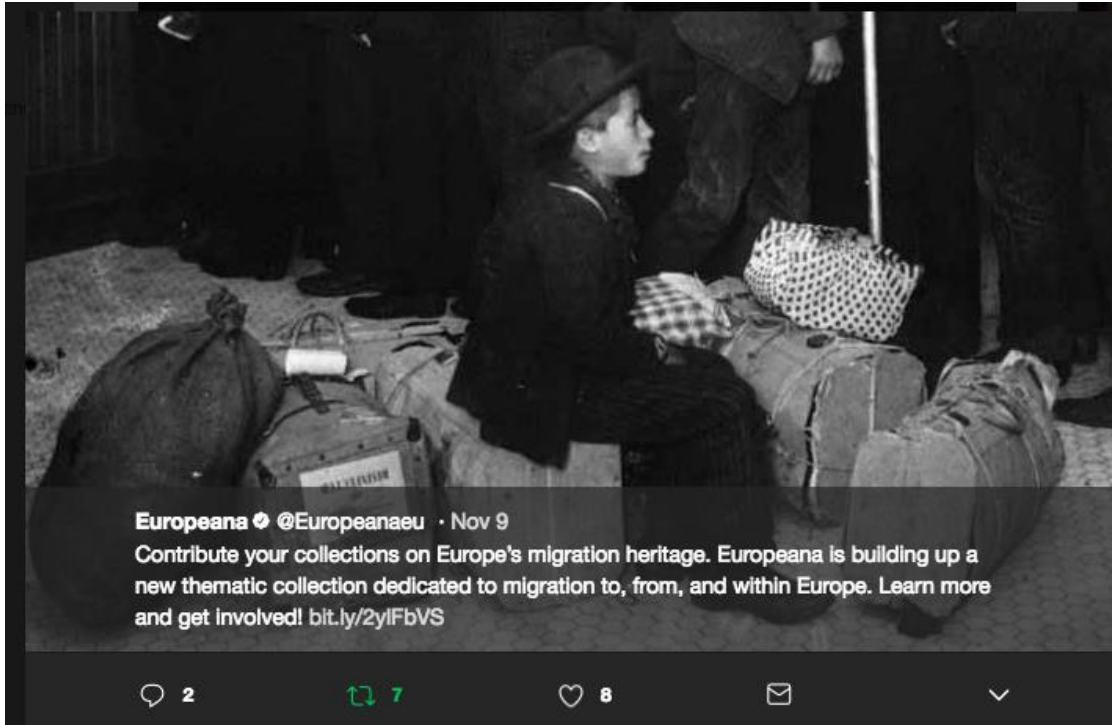 Europeana @Europeanaeu · Nov 9
Contribute your collections on Europe's migration heritage. Europeana is building up a
new thematic collection dedicated to migration to, from, and within Europe. Learn more
and get involved! bit.ly/2ylFbVS
2 7 8